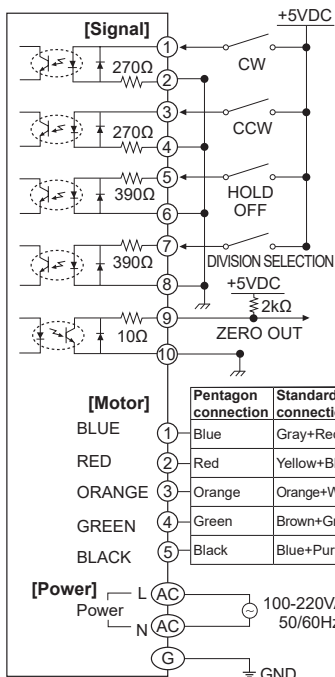 +5VDC
[Signal]
1
270Ω
2
CW
3
270Ω
4
CCW
5
390Ω
6
HOLD
OFF
7
390Ω
DIVISION SELECTION
8
+5VDC
2kΩ
9
10Ω
ZERO OUT
10
[Motor]
Pentagon connection Standard
BLUE 1 Blue
RED 2 Red
ORANGE 3 Orange
GREEN 4 Green
BLACK 5 Black
[Power]
Power
L AC
N AC
50/60Hz
G
GND